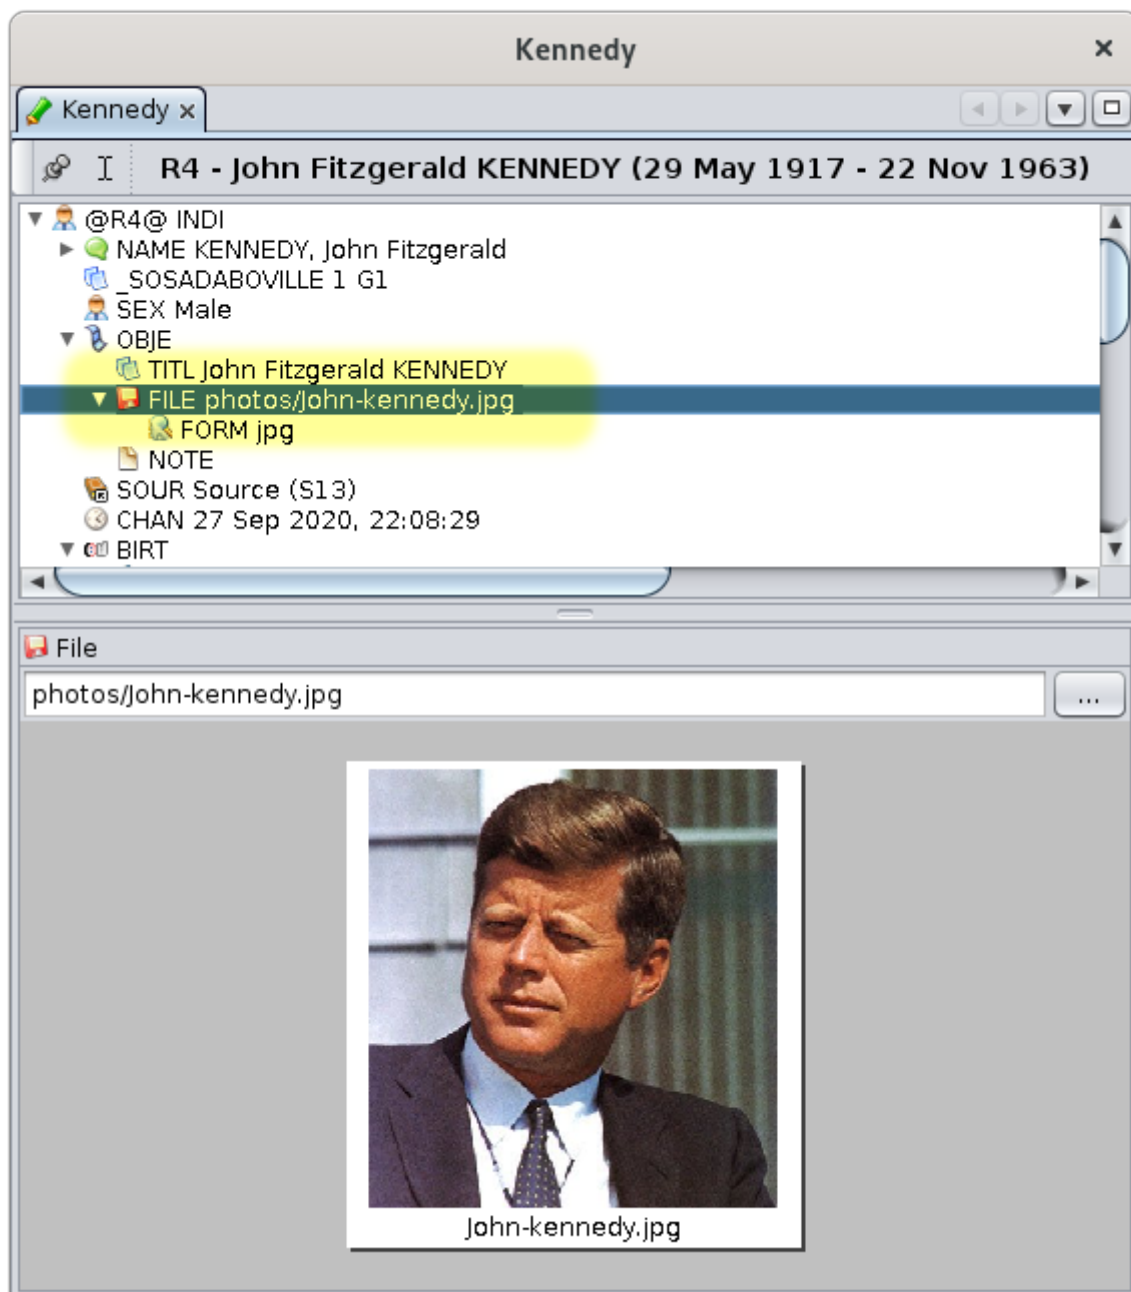 Kennedy
Kennedy
R4 - John Fitzgerald KENNEDY (29 May 1917 - 22 Nov 1963)
@R4@ INDI
NAME KENNEDY, John Fitzgerald
_SOSADABOVILLE 1 G1
SEX Male
OBJE
TITL John Fitzgerald KENNEDY
FILE photos/John-kennedy.jpg
FORM jpg
NOTE
SOUR Source (S13)
CHAN 27 Sep 2020, 22:08:29
BIRT
File
photos/John-kennedy.jpg
...
John-kennedy.jpg